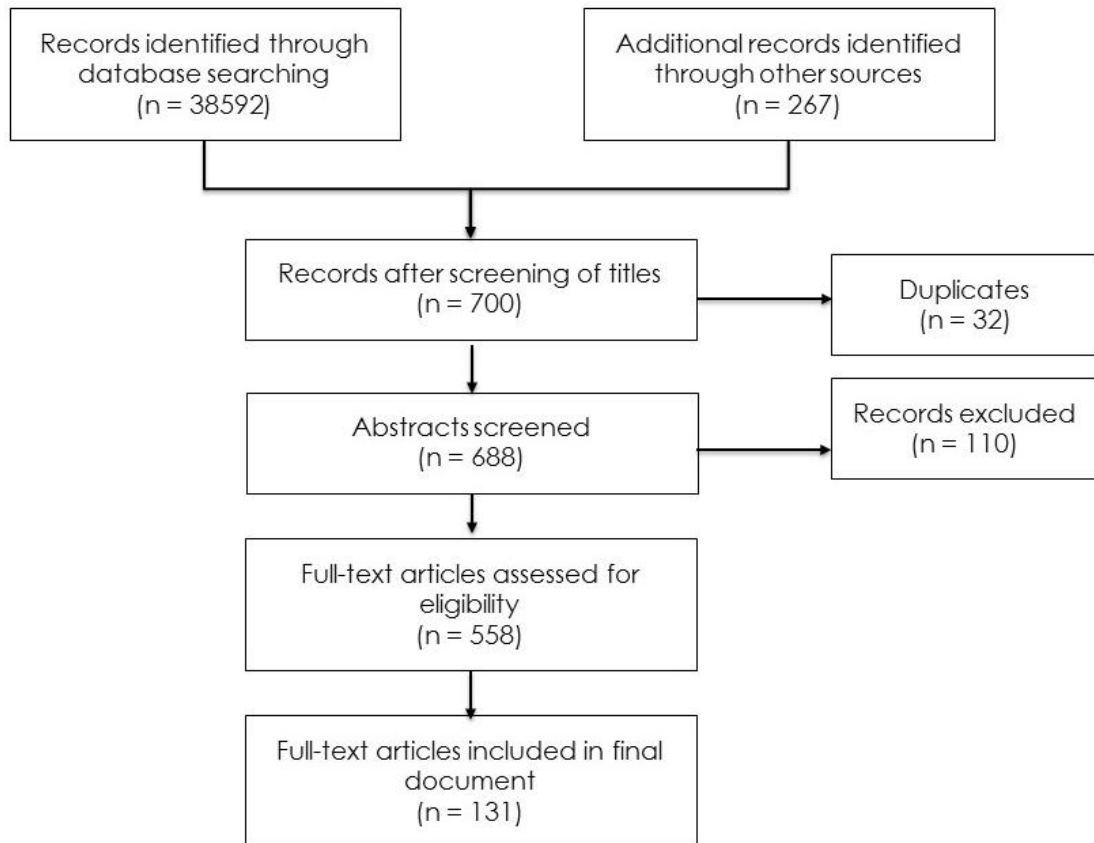 Records identified through
database searching
(n = 38592)
Additional records identified
through other sources
(n = 267)
Records after screening of titles
(n = 700)
Duplicates
(n = 32)
Abstracts screened
(n = 688)
Records excluded
(n = 110)
Full-text articles assessed for
eligibility
(n = 558)
Full-text articles included in final
document
(n = 131)